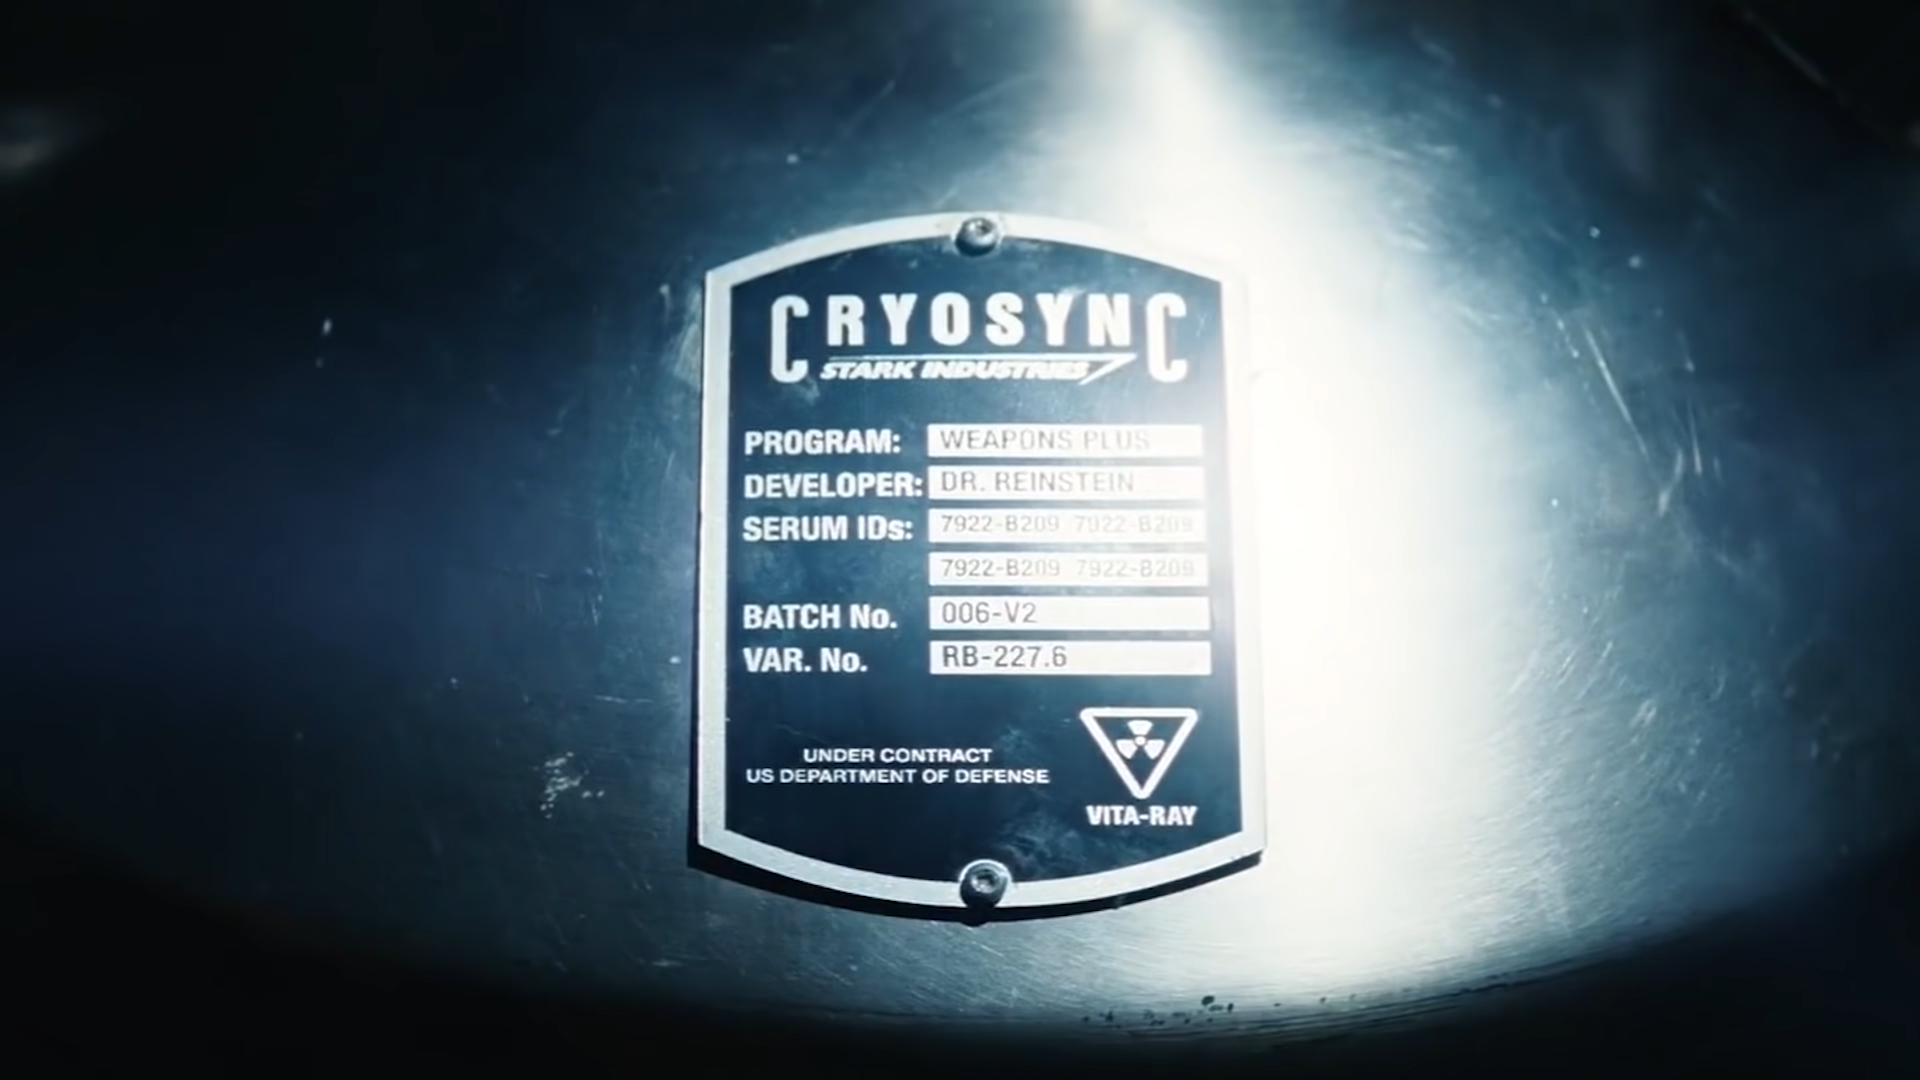 CRYOSYNC
STARK INDUSTRIES
PROGRAM: WEAPONS PLUS
DEVELOPER: DR. REINSTEIN
SERUM IDs: 7922-B209 7922-B209
7922-B209 7922-B209
BATCH No. 006-V2
VAR. No. RB-227.6
UNDER CONTRACT
US DEPARTMENT OF DEFENSE
VITA-RAY